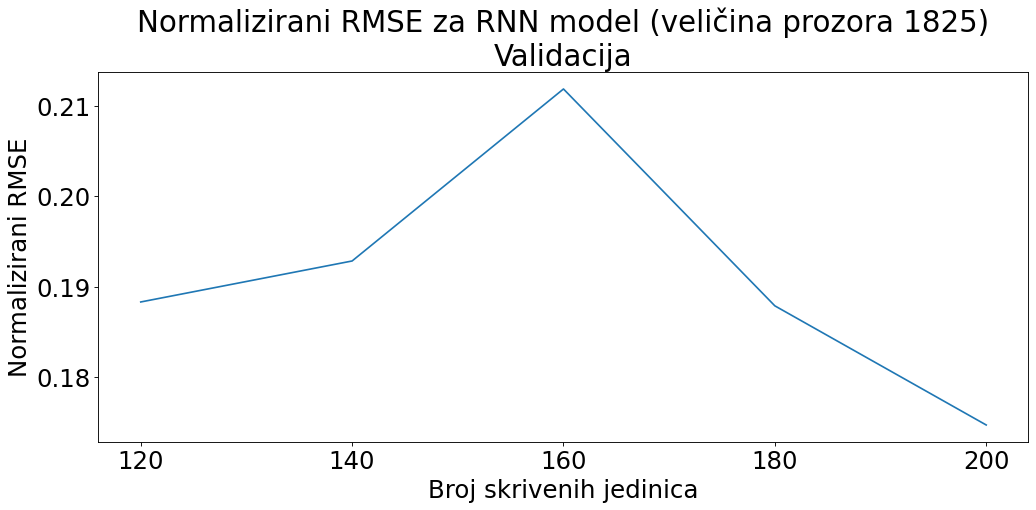 Normalizirani RMSE za RNN model (veličina prozora 1825)
Validacija
Normalizirani RMSE
0.21
0.20
0.19
0.18
120 140 160 180 200
Broj skrivenih jedinica